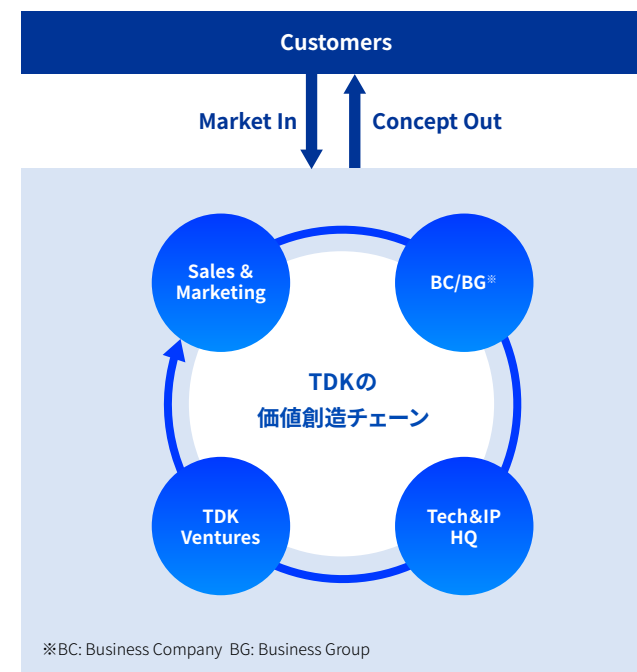 Customers
Market In
Concept Out
Sales &
Marketing
BC/BG※
TDKの
価値創造チェーン
TDK
Ventures
Tech&IP
HQ
※BC: Business Company  BG: Business Group